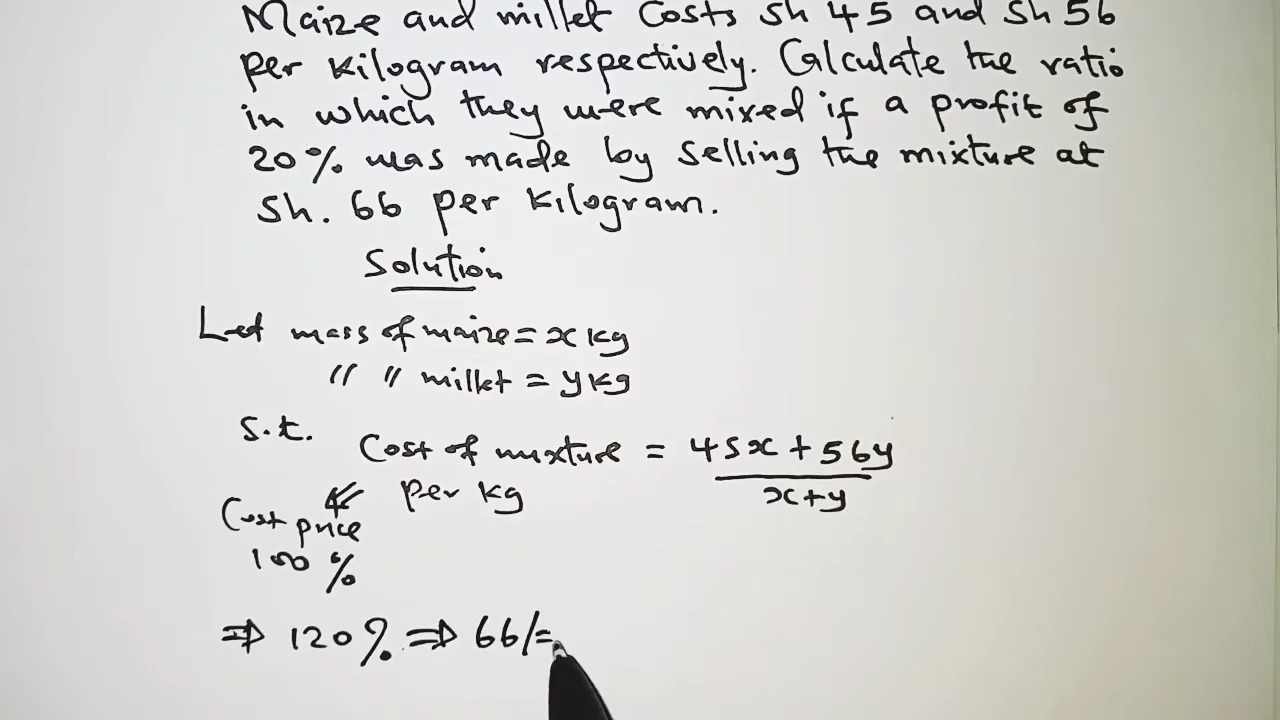 Maize and millet Costs Sh 45 and Sh 56
per kilogram respectively. Calculate the ratio
in which they were mixed if a profit of
20% was made by selling the mixture at
Sh. 66 per kilogram.
Solution
Let mass of maize = x kg
" " millet = y kg
s.t. Cost of mixture per kg = 45x + 56y / x+y
Cost price
100 %
⇒ 120% ⇒ 66/=